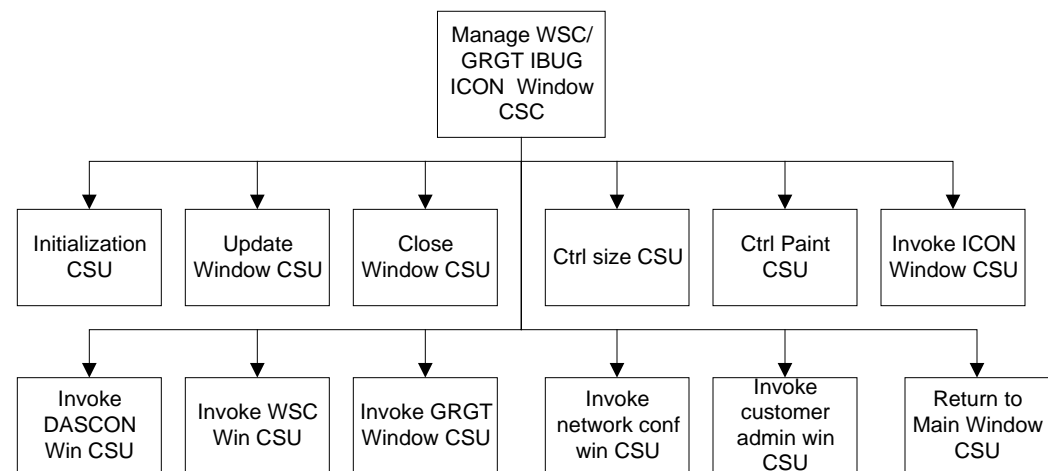 Manage WSC/
GRGT IBUG
ICON Window
CSC
Initialization
CSU
Update
Window CSU
Close
Window CSU
Ctrl size CSU
Ctrl Paint
CSU
Invoke ICON
Window CSU
Invoke
DASCON
Win CSU
Invoke WSC
Win CSU
Invoke GRGT
Window CSU
Invoke
network conf
win CSU
Invoke
customer
admin win
CSU
Return to
Main Window
CSU